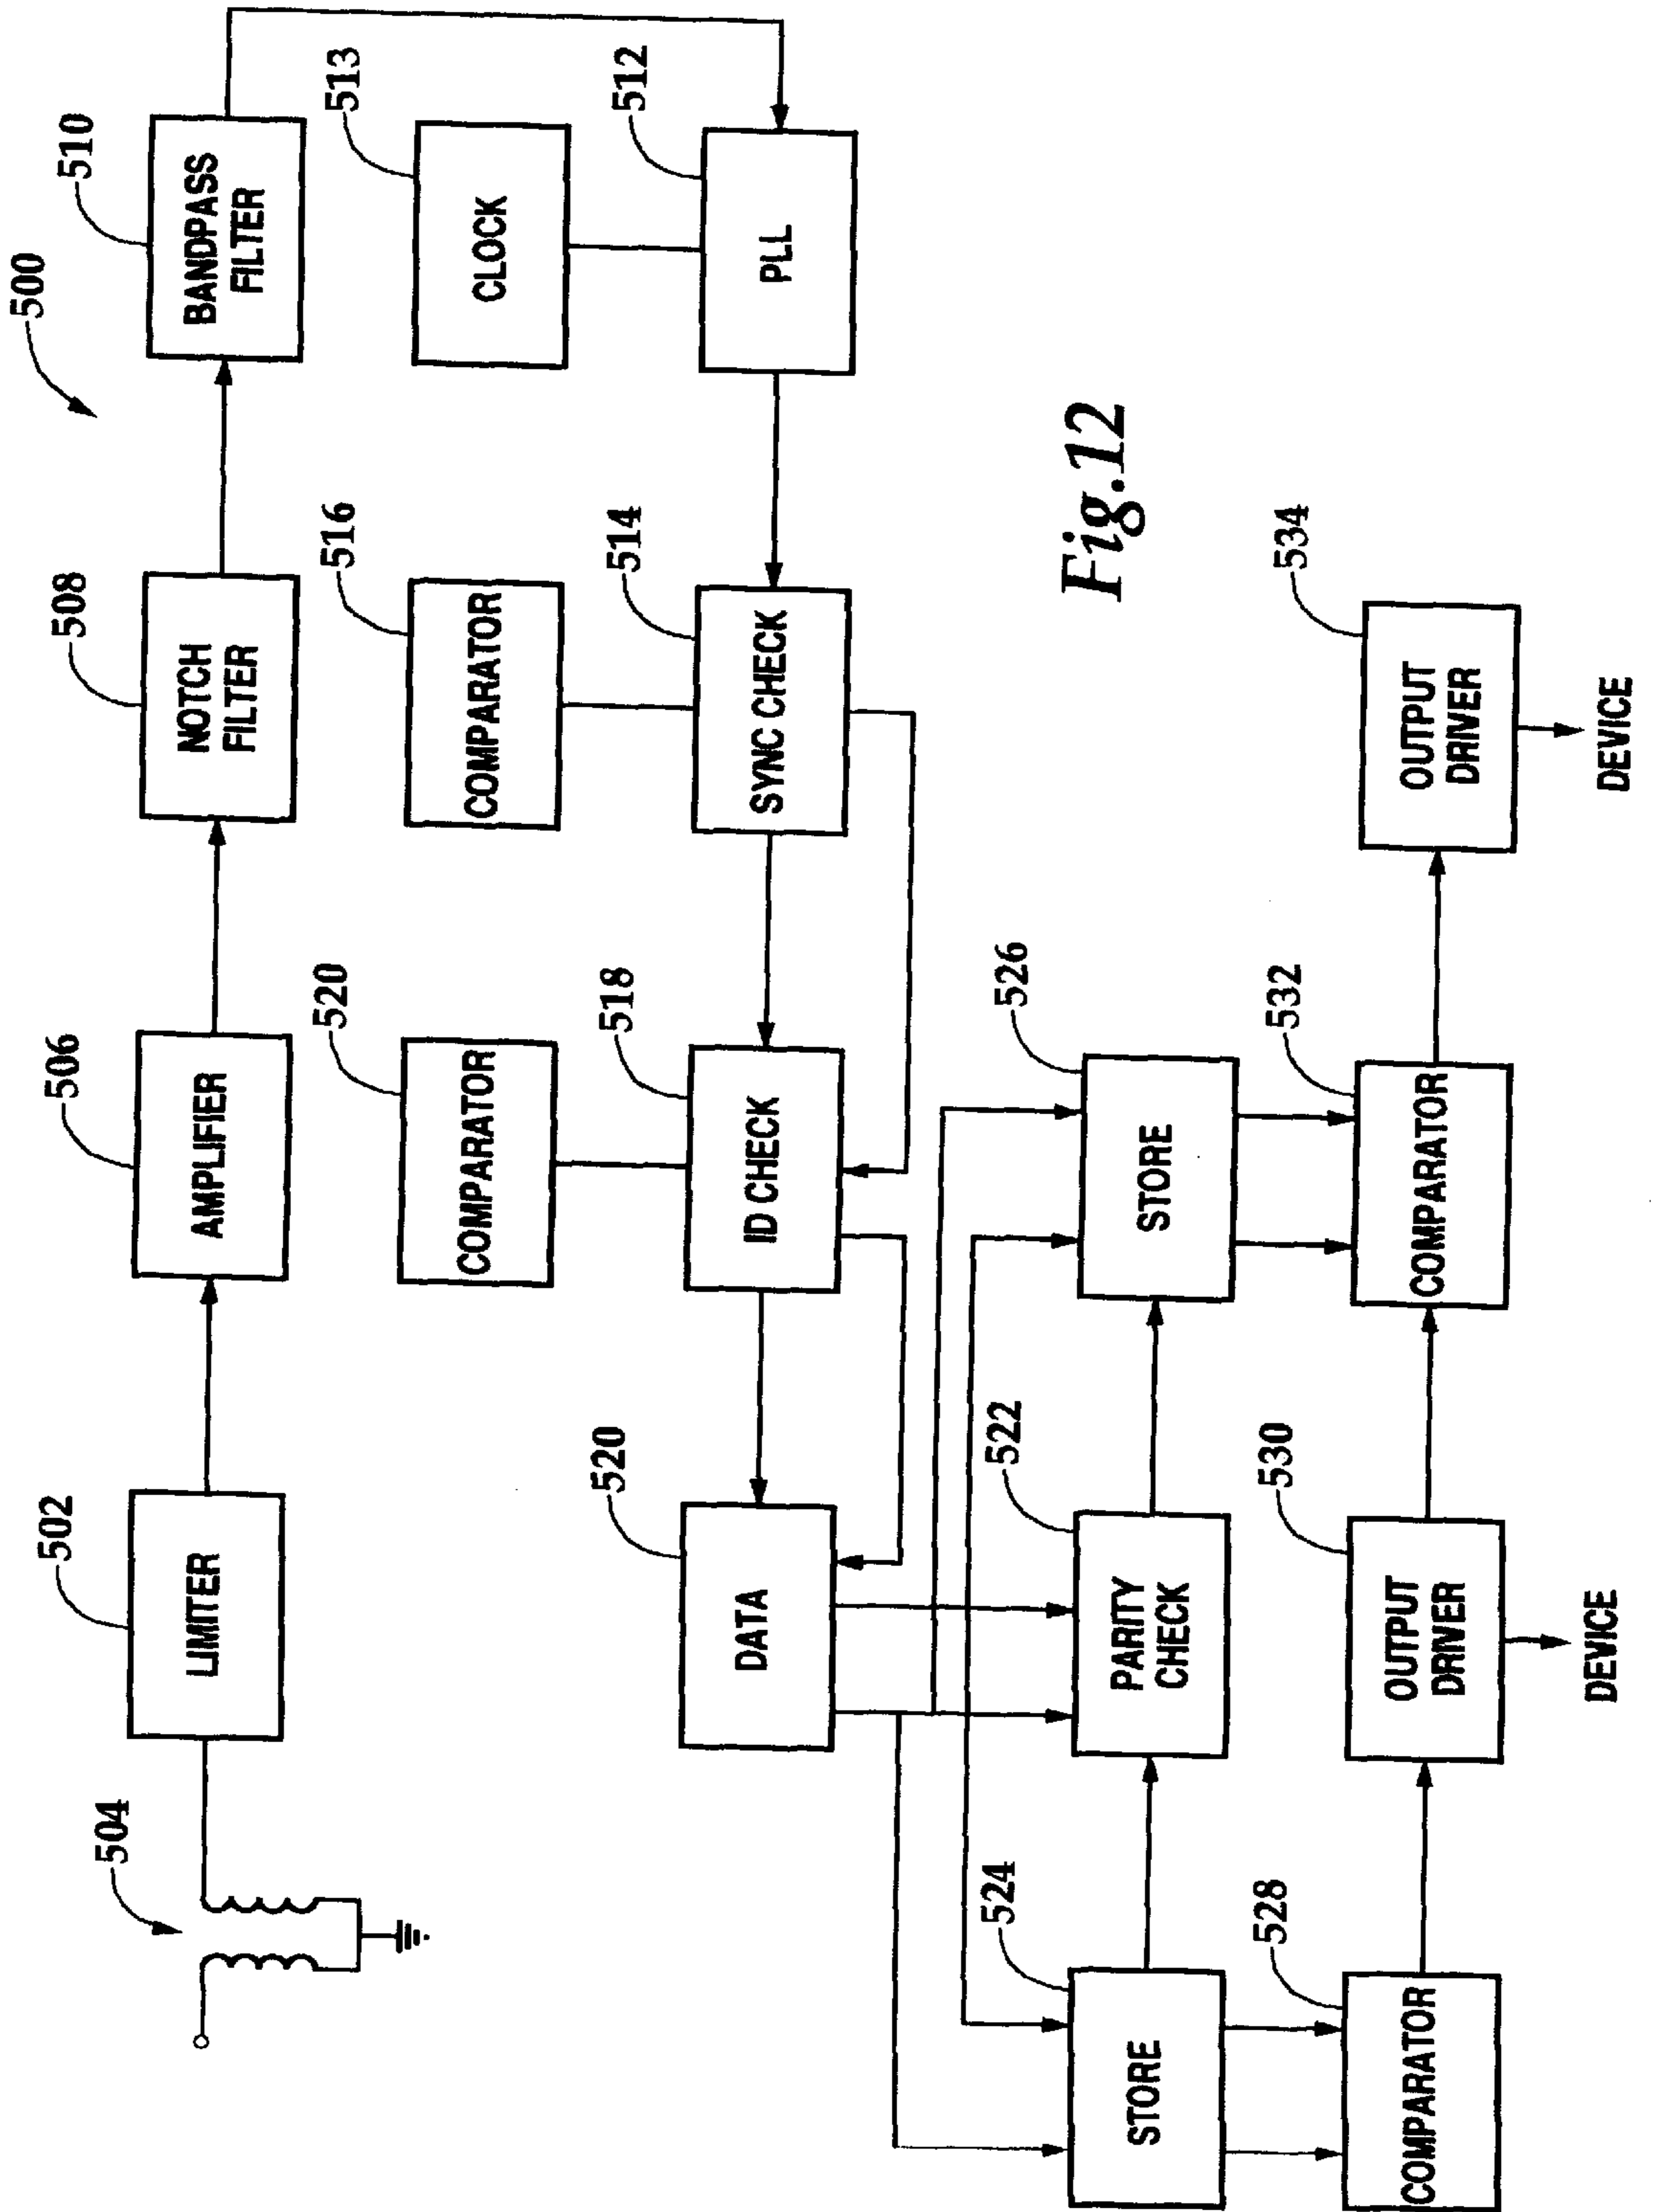 500
504
502
LIMITER
506
AMPLIFIER
508
NOTCH
FILTER
510
BANDPASS
FILTER
520
COMPARATOR
516
COMPARATOR
513
CLOCK
520
DATA
518
ID CHECK
514
SYNC CHECK
512
PLL
524
STORE
522
PARITY
CHECK
526
STORE
528
COMPARATOR
530
OUTPUT
DRIVER
DEVICE
532
COMPARATOR
534
OUTPUT
DRIVER
DEVICE
Fig.12